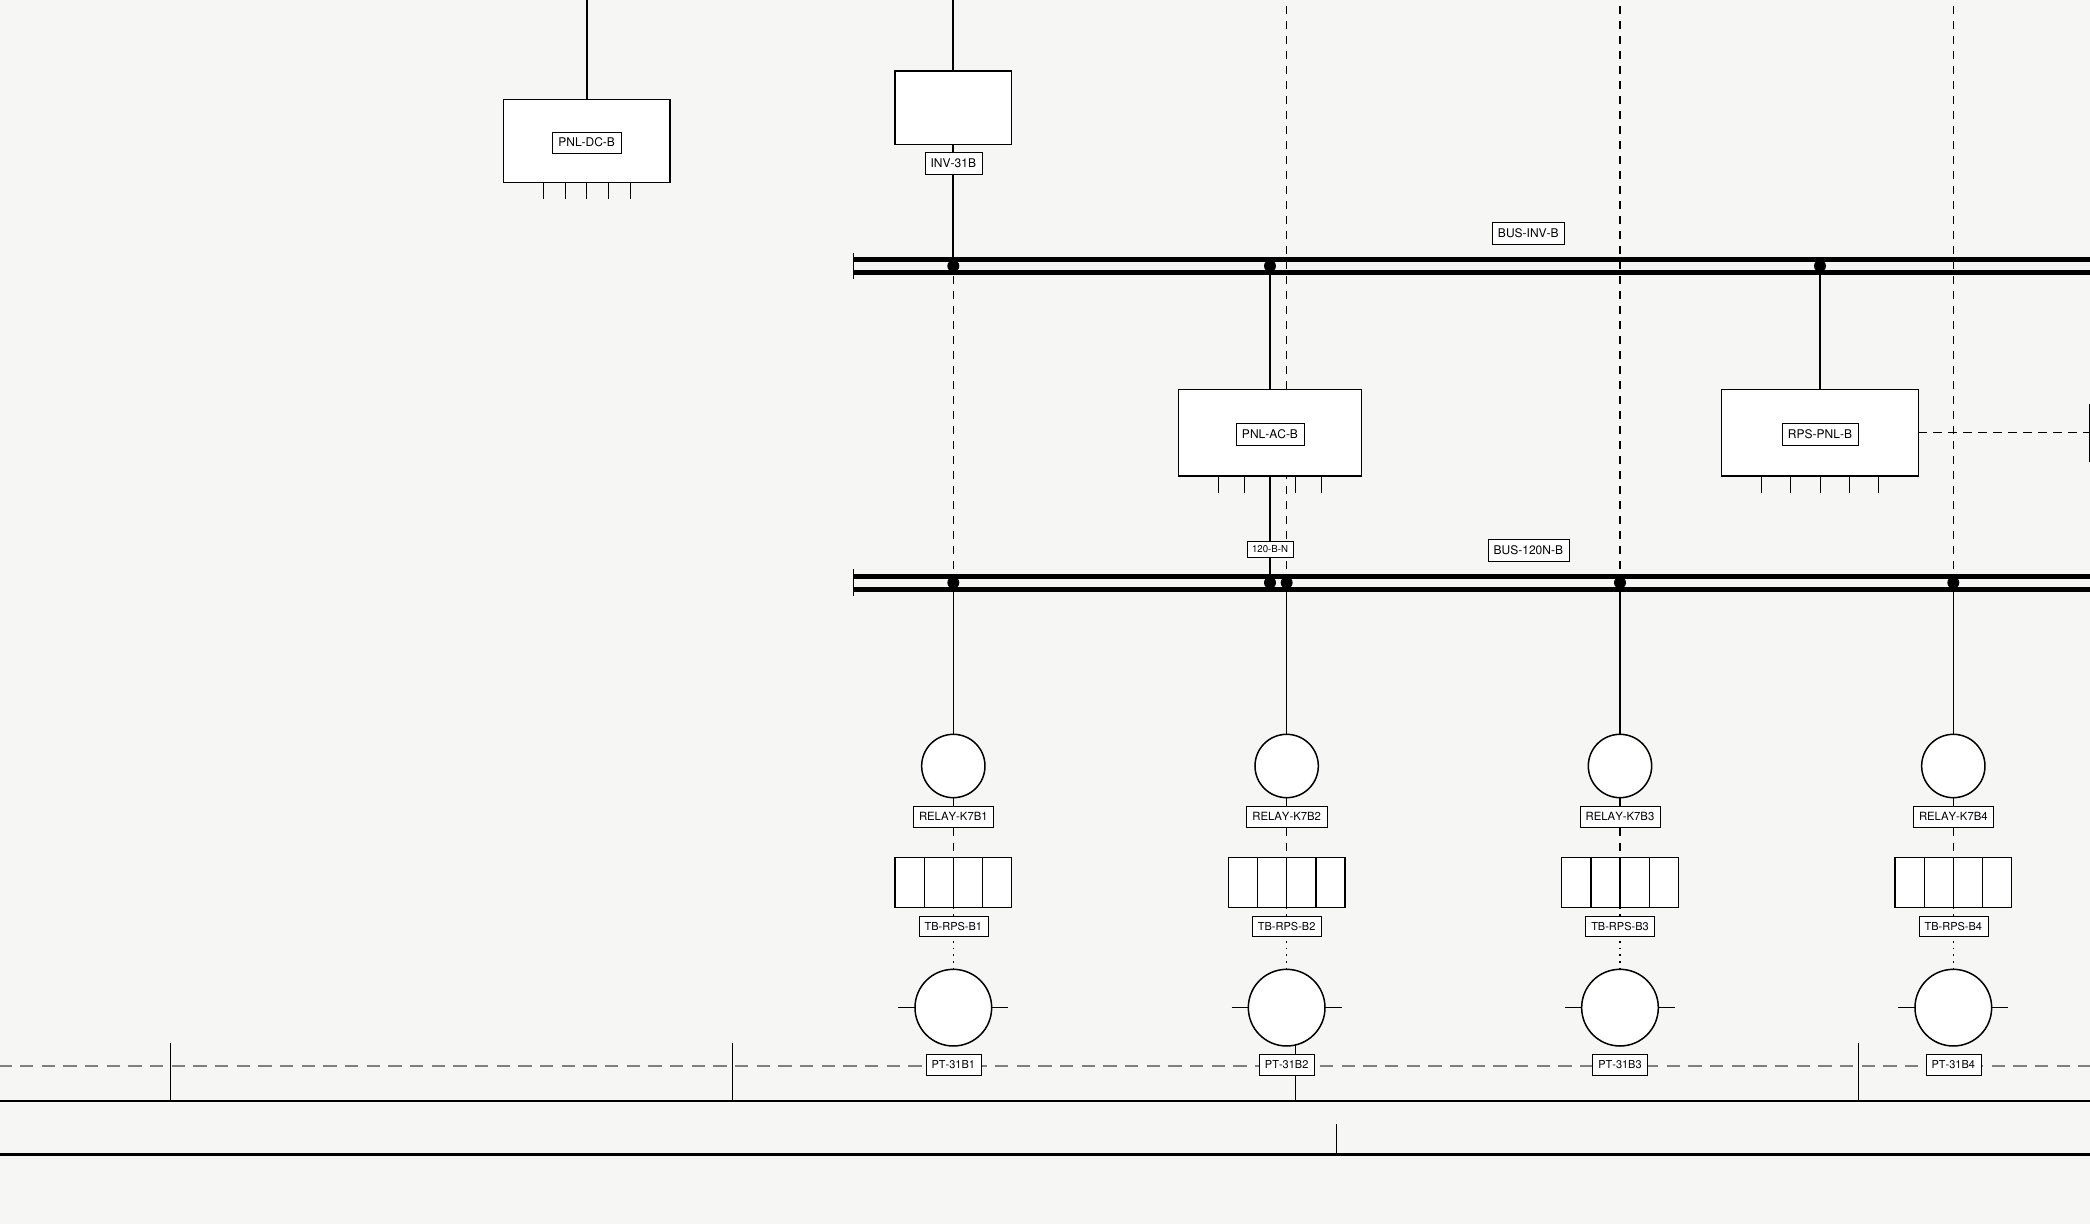 PNL-DC-B
INV-31B
BUS-INV-B
PNL-AC-B
RPS-PNL-B
120-B-N
BUS-120N-B
RELAY-K7B1
RELAY-K7B2
RELAY-K7B3
RELAY-K7B4
TB-RPS-B1
TB-RPS-B2
TB-RPS-B3
TB-RPS-B4
PT-31B1
PT-31B2
PT-31B3
PT-31B4